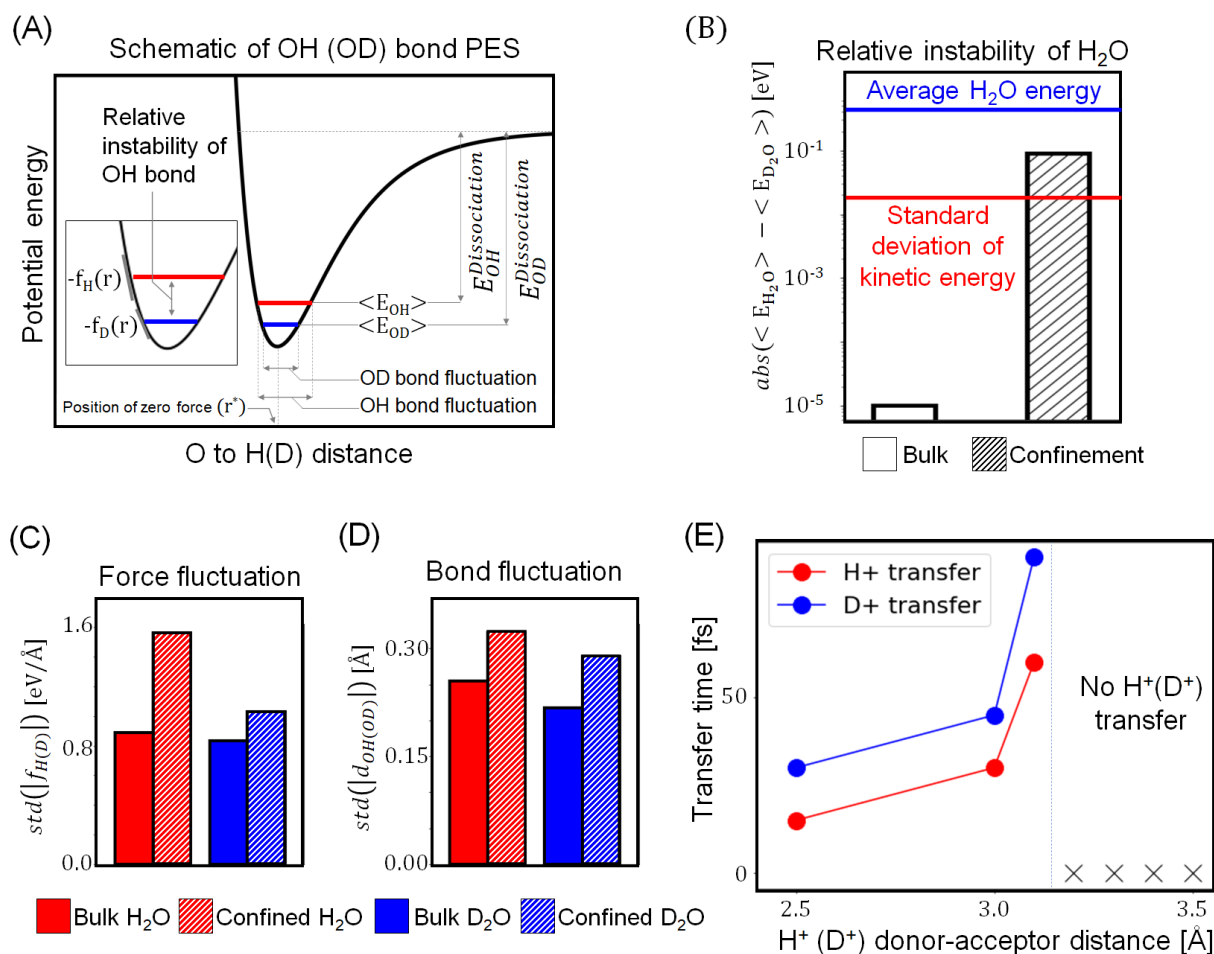 (A)
Schematic of OH (OD) bond PES
Potential energy
Relative
instability of
OH bond
-f_H(r)
-f_D(r)
E_OH^Dissociation
E_OD^Dissociation
<E_OH>
<E_OD>
OD bond fluctuation
OH bond fluctuation
Position of zero force (r*)
O to H(D) distance
(B)
Relative instability of H₂O
abs(< E_H₂O > − < E_D₂O >) [eV]
Average H₂O energy
10⁻¹
Standard
deviation of
kinetic energy
10⁻³
10⁻⁵
Bulk
Confinement
(C)
Force fluctuation
std(|f_H(D)|) [eV/Å]
1.6
0.8
0.0
(D)
Bond fluctuation
std(|d_OH(OD)|) [Å]
0.30
0.15
0.00
Bulk H₂O
Confined H₂O
Bulk D₂O
Confined D₂O
(E)
H+ transfer
D+ transfer
Transfer time [fs]
50
0
No H⁺(D⁺)
transfer
2.5
3.0
3.5
H⁺ (D⁺) donor-acceptor distance [Å]